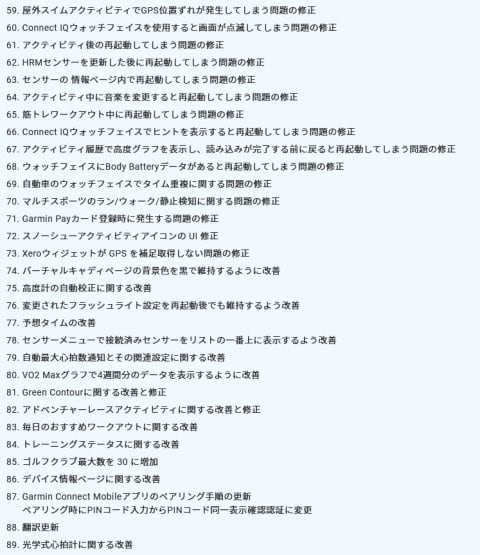 59. 屋外スイムアクティビティでGPS位置ずれが発生してしまう問題の修正
60. Connect IQウォッチフェイスを使用すると画面が点滅してしまう問題の修正
61. アクティビティ後の再起動してしまう問題の修正
62. HRMセンサーを更新した後に再起動してしまう問題の修正
63. センサーの 情報ページ内で再起動してしまう問題の修正
64. アクティビティ中に音楽を変更すると再起動してしまう問題の修正
65. 筋トレワークアウト中に再起動してしまう問題の修正
66. Connect IQウォッチフェイスでヒントを表示すると再起動してしまう問題の修正
67. アクティビティ履歴で高度グラフを表示し、読み込みが完了する前に戻ると再起動してしまう問題の修正
68. ウォッチフェイスにBody Batteryデータがあると再起動してしまう問題の修正
69. 自動車のウォッチフェイスでタイム重複に関する問題の修正
70. マルチスポーツのラン/ウォーク/静止検知に関する問題の修正
71. Garmin Payカード登録時に発生する問題の修正
72. スノーシューアクティビティアイコンの UI 修正
73. Xeroウィジェットが GPS を補足取得しない問題の修正
74. バーチャルキャディページの背景色を黒で維持するように改善
75. 高度計の自動校正に関する改善
76. 変更されたフラッシュライト設定を再起動後でも維持するよう改善
77. 予想タイムの改善
78. センサーメニューで接続済みセンサーをリストの一番上に表示するよう改善
79. 自動最大心拍数通知とその関連設定に関する改善
80. VO2 Maxグラフで4週間分のデータを表示するように改善
81. Green Contourに関する改善と修正
82. アドベンチャーレースアクティビティに関する改善と修正
83. 毎日のおすすめワークアウトに関する改善
84. トレーニングステータスに関する改善
85. ゴルフクラブ最大数を 30 に増加
86. デバイス情報ページに関する改善
87. Garmin Connect Mobileアプリのペアリング手順の更新
ペアリング時にPINコード入力からPINコード同一表示確認認証に変更
88. 翻訳更新
89. 光学式心拍計に関する改善